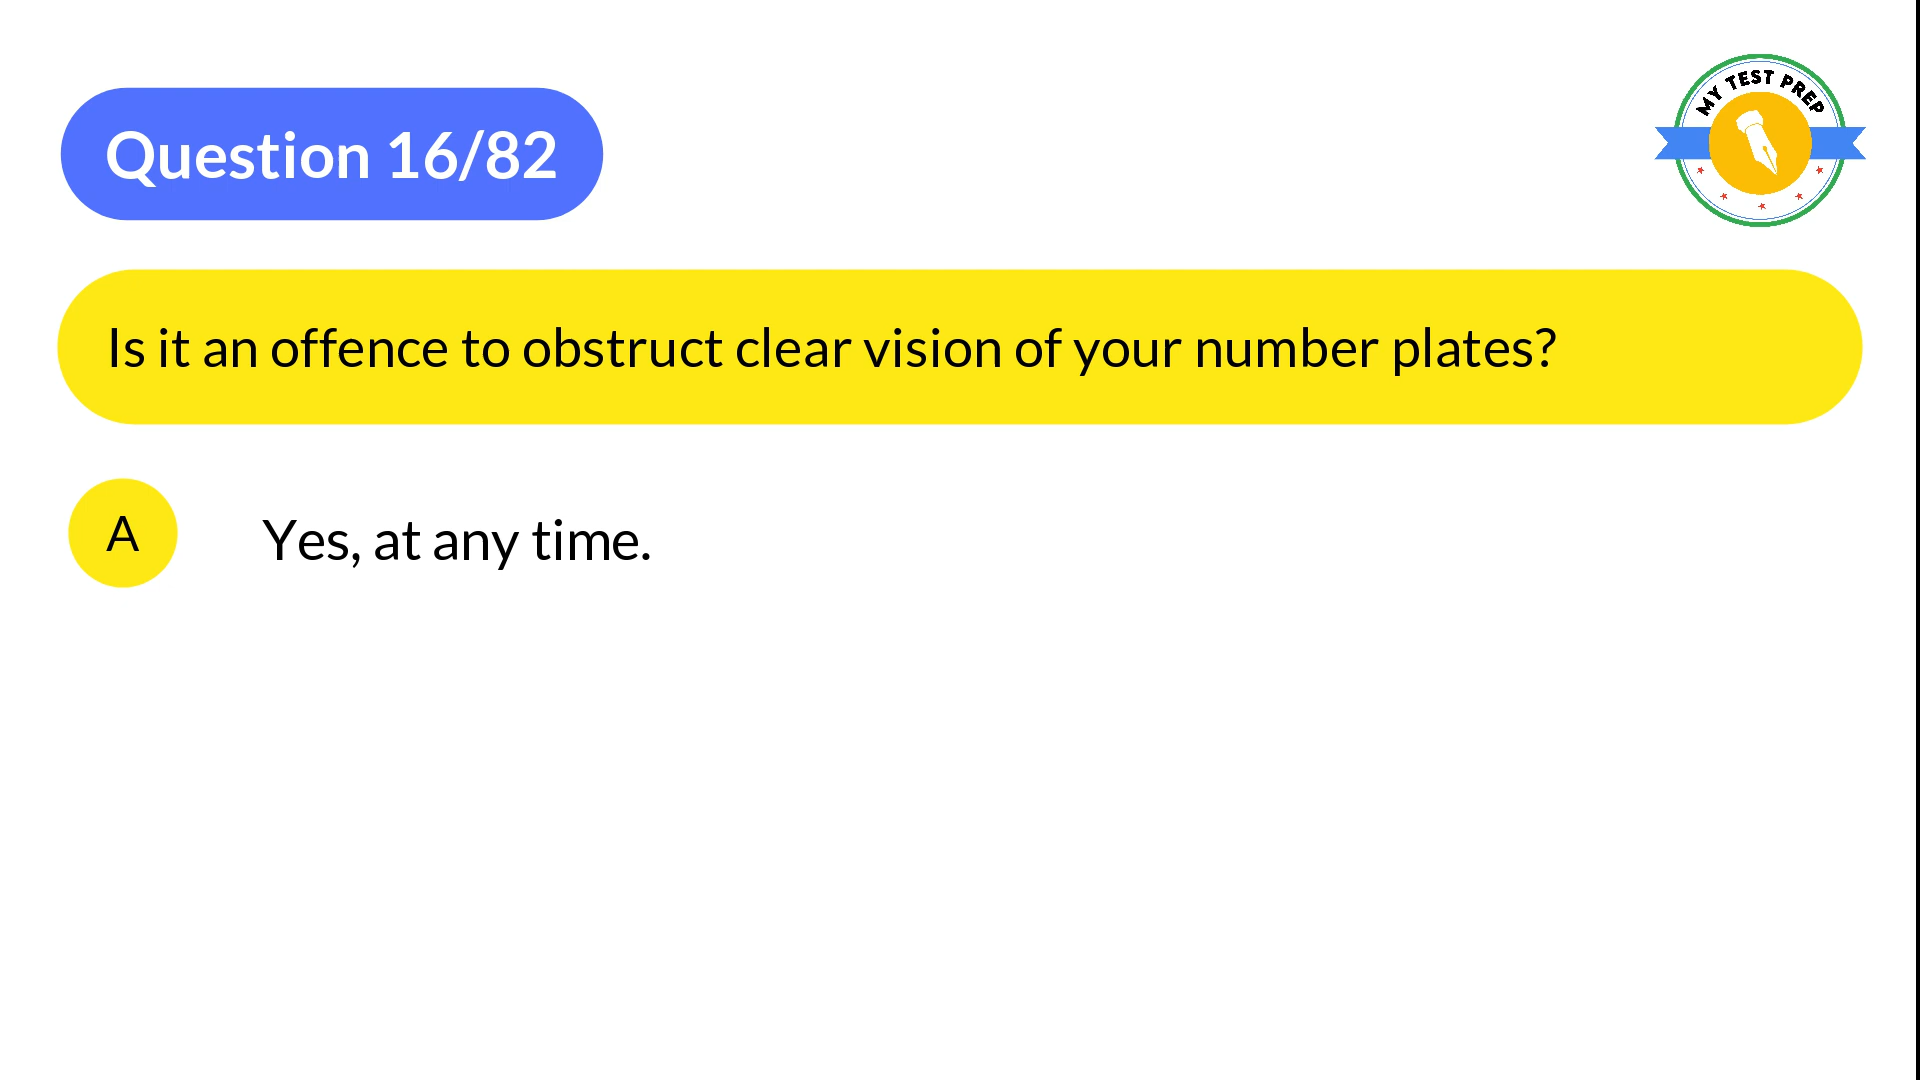 MY TEST PREP
Question 16/82
Is it an offence to obstruct clear vision of your number plates?
A Yes, at any time.